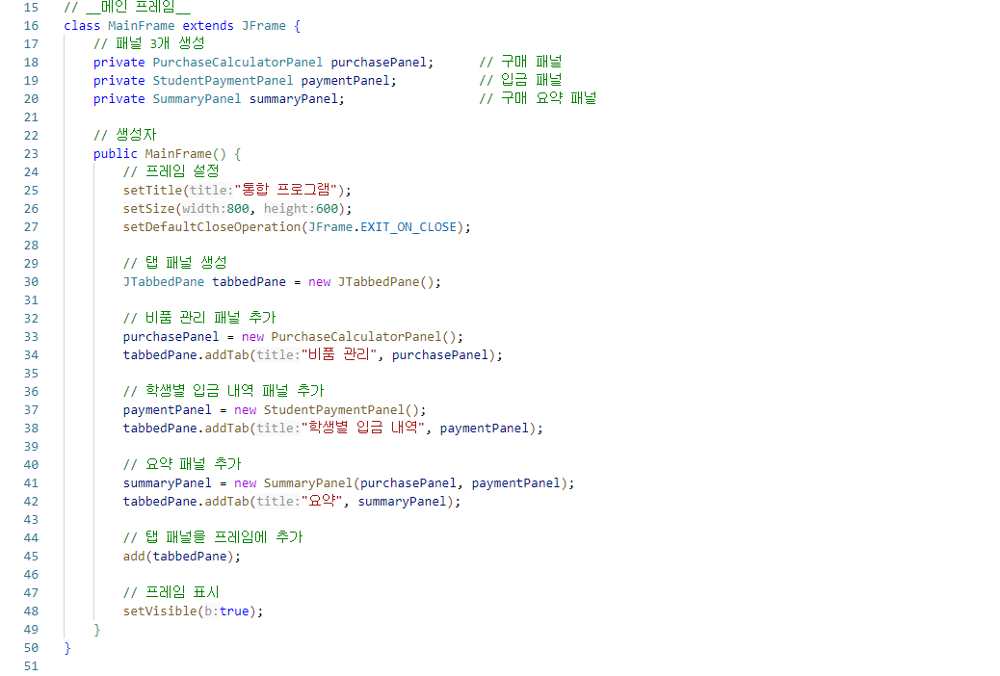 15 // __메인 프레임__
16 class MainFrame extends JFrame {
17 // 패널 3개 생성
18 private PurchaseCalculatorPanel purchasePanel; // 구매 패널
19 private StudentPaymentPanel paymentPanel; // 입금 패널
20 private SummaryPanel summaryPanel; // 구매 요약 패널
21
22 // 생성자
23 public MainFrame() {
24 // 프레임 설정
25 setTitle(title:"통합 프로그램");
26 setSize(width:800, height:600);
27 setDefaultCloseOperation(JFrame.EXIT_ON_CLOSE);
28
29 // 탭 패널 생성
30 JTabbedPane tabbedPane = new JTabbedPane();
31
32 // 비품 관리 패널 추가
33 purchasePanel = new PurchaseCalculatorPanel();
34 tabbedPane.addTab(title:"비품 관리", purchasePanel);
35
36 // 학생별 입금 내역 패널 추가
37 paymentPanel = new StudentPaymentPanel();
38 tabbedPane.addTab(title:"학생별 입금 내역", paymentPanel);
39
40 // 요약 패널 추가
41 summaryPanel = new SummaryPanel(purchasePanel, paymentPanel);
42 tabbedPane.addTab(title:"요약", summaryPanel);
43
44 // 탭 패널을 프레임에 추가
45 add(tabbedPane);
46
47 // 프레임 표시
48 setVisible(b:true);
49 }
50 }
51